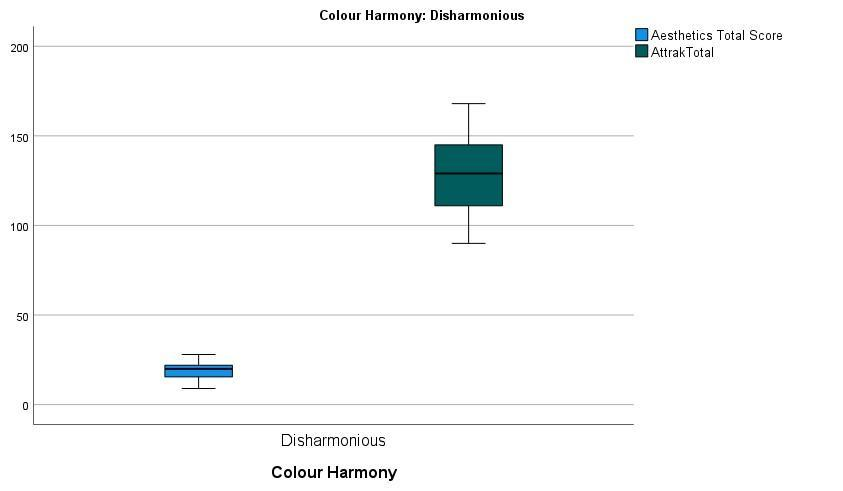 Colour Harmony: Disharmonious
Aesthetics Total Score
AttrakTotal
200
150
100
50
0
Disharmonious
Colour Harmony